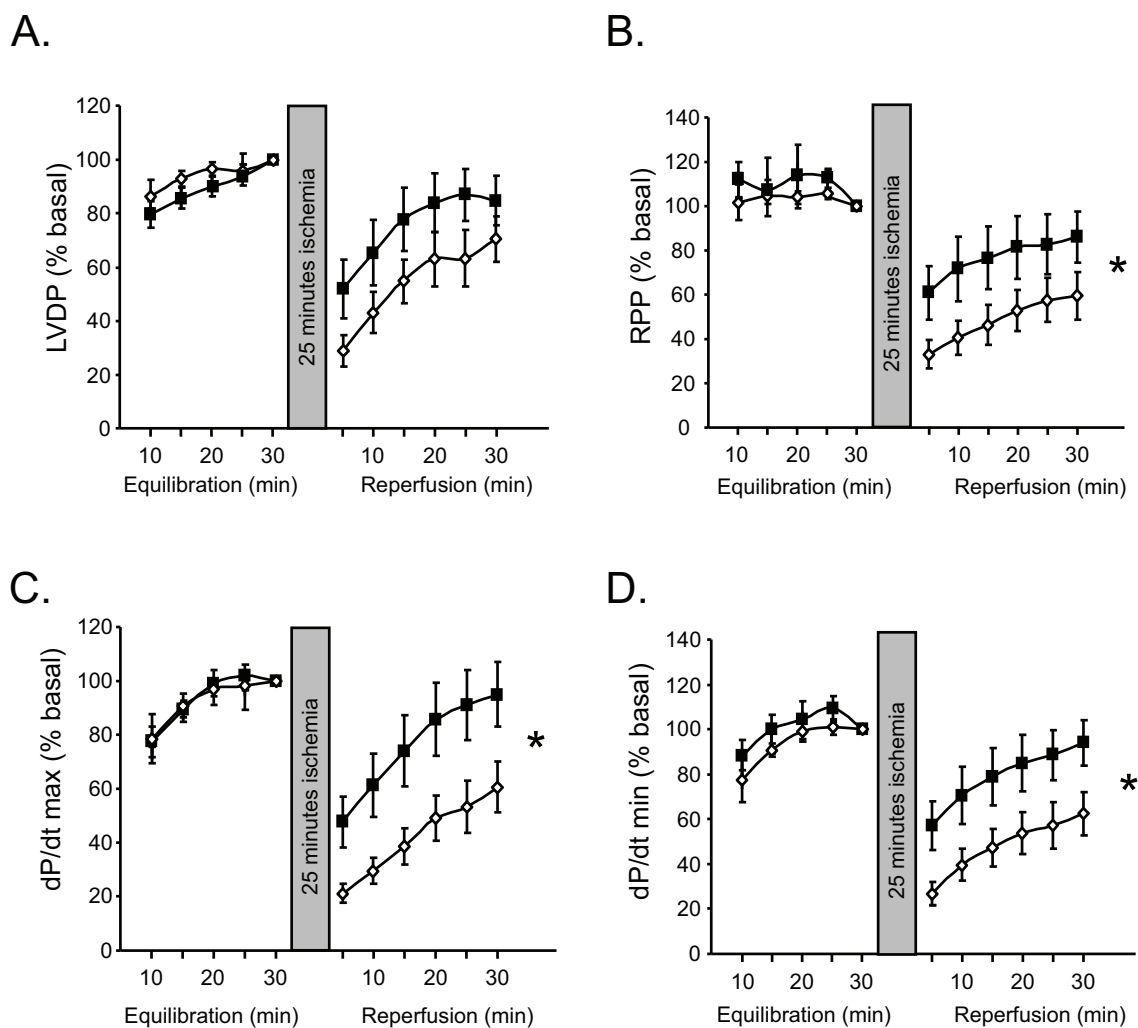 A.
LVDP (% basal)
120
100
80
60
40
20
0
25 minutes ischemia
10 20 30 10 20 30
Equilibration (min) Reperfusion (min)
B.
RPP (% basal)
140
120
100
80
60
40
20
0
25 minutes ischemia
*
10 20 30 10 20 30
Equilibration (min) Reperfusion (min)
C.
dP/dt max (% basal)
120
100
80
60
40
20
0
25 minutes ischemia
*
10 20 30 10 20 30
Equilibration (min) Reperfusion (min)
D.
dP/dt min (% basal)
140
120
100
80
60
40
20
0
25 minutes ischemia
*
10 20 30 10 20 30
Equilibration (min) Reperfusion (min)